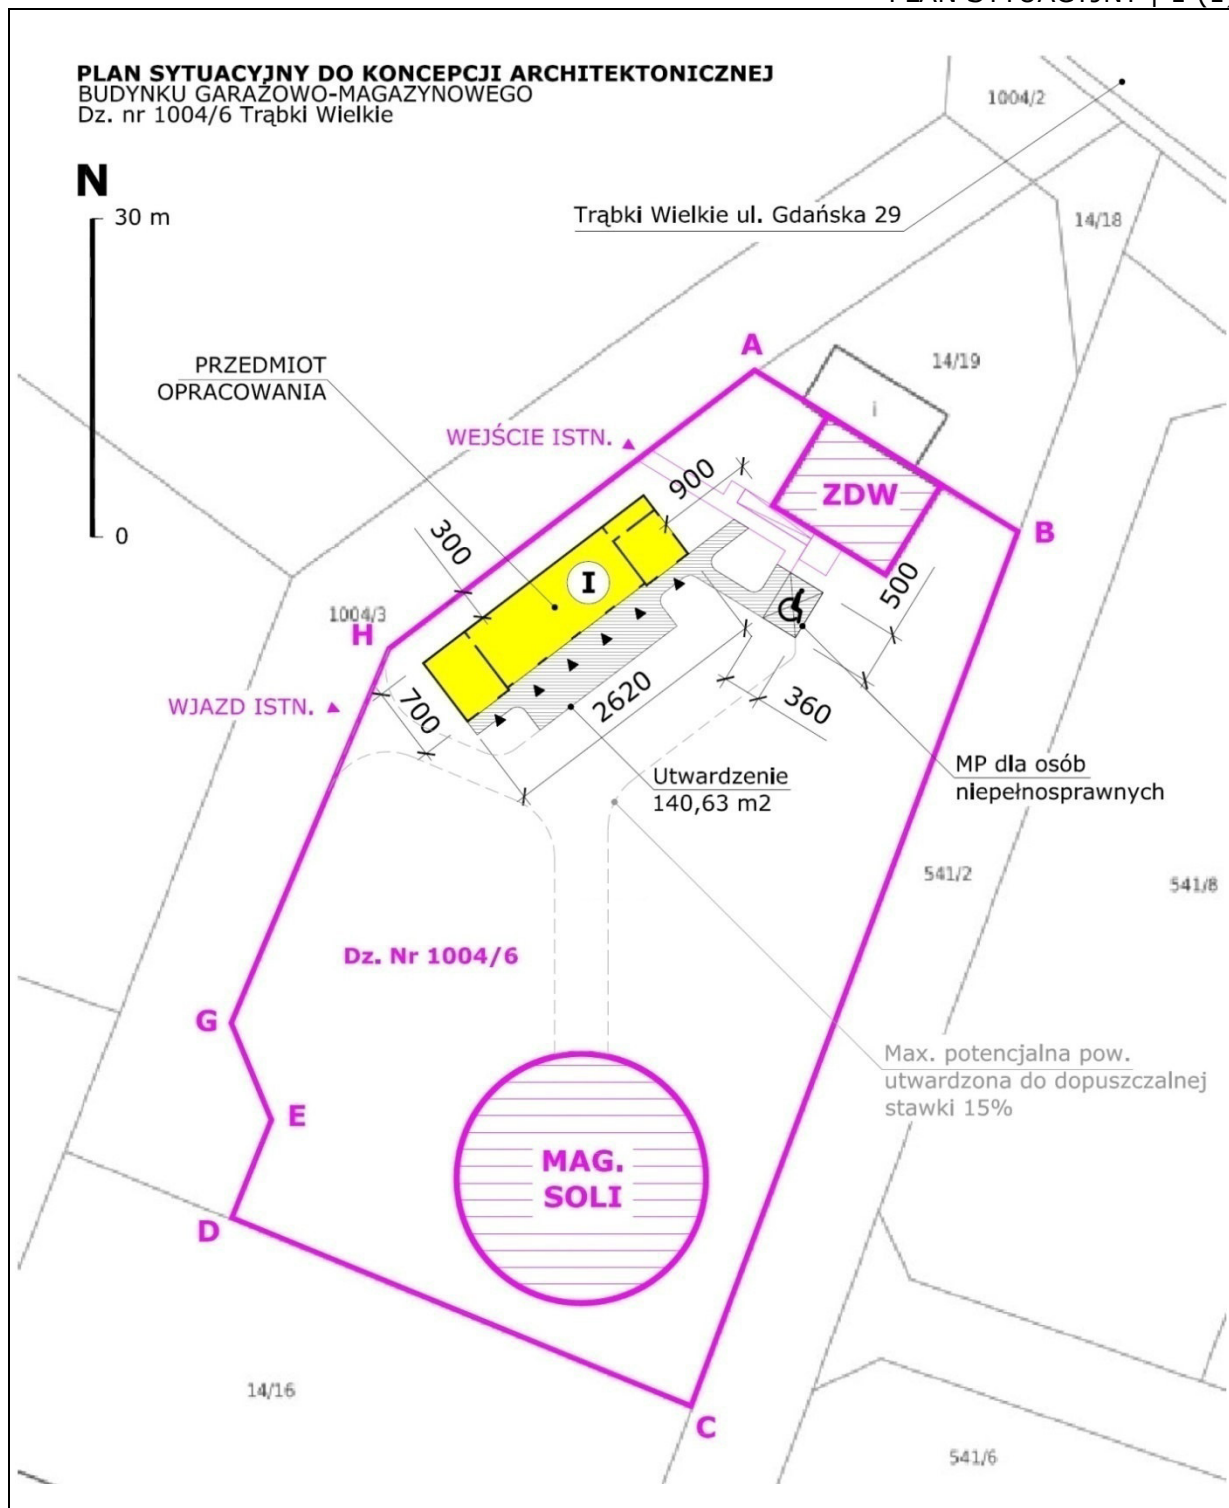 PLAN SYTUACYJNY DO KONCEPCJI ARCHITEKTONICZNEJ
BUDYNKU GARAŻOWO-MAGAZYNOWEGO
Dz. nr 1004/6 Trąbki Wielkie
1004/2
N
30 m
0
Trąbki Wielkie ul. Gdańska 29
14/18
PRZEDMIOT
OPRACOWANIA
A
14/19
i
WEJŚCIE ISTN.
900
ZDW
B
300
I
500
1004/3
H
WJAZD ISTN.
700
2620
360
Utwardzenie
140,63 m2
MP dla osób
niepełnosprawnych
541/2
541/8
Dz. Nr 1004/6
G
Max. potencjalna pow.
utwardzona do dopuszczalnej
stawki 15%
E
MAG.
SOLI
D
14/16
C
541/6